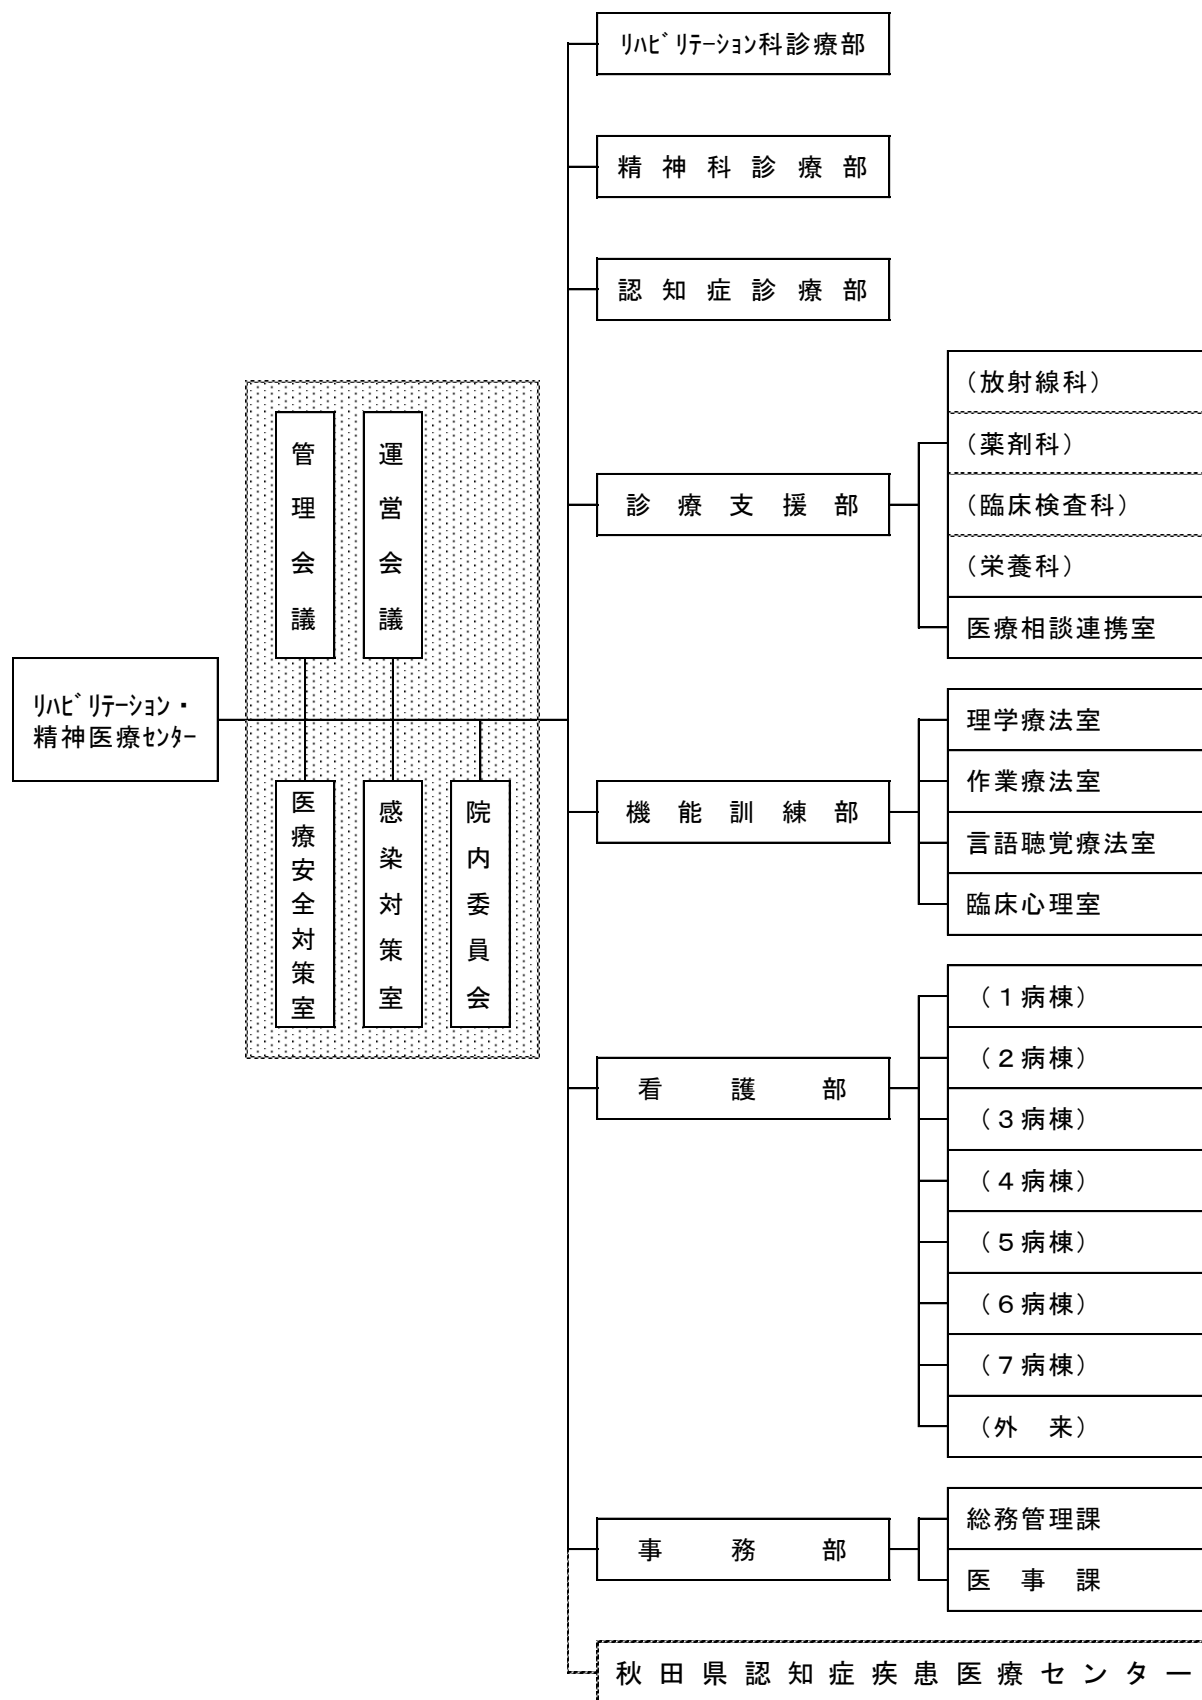 リハビリテーション・
精神医療センター
管理会議
運営会議
医療安全対策室
感染対策室
院内委員会
リハビリテーション科診療部
精神科診療部
認知症診療部
診療支援部
（放射線科）
（薬剤科）
（臨床検査科）
（栄養科）
医療相談連携室
機能訓練部
理学療法室
作業療法室
言語聴覚療法室
臨床心理室
看護部
（１病棟）
（２病棟）
（３病棟）
（４病棟）
（５病棟）
（６病棟）
（７病棟）
（外　来）
事務部
総務管理課
医事課
秋田県認知症疾患医療センター